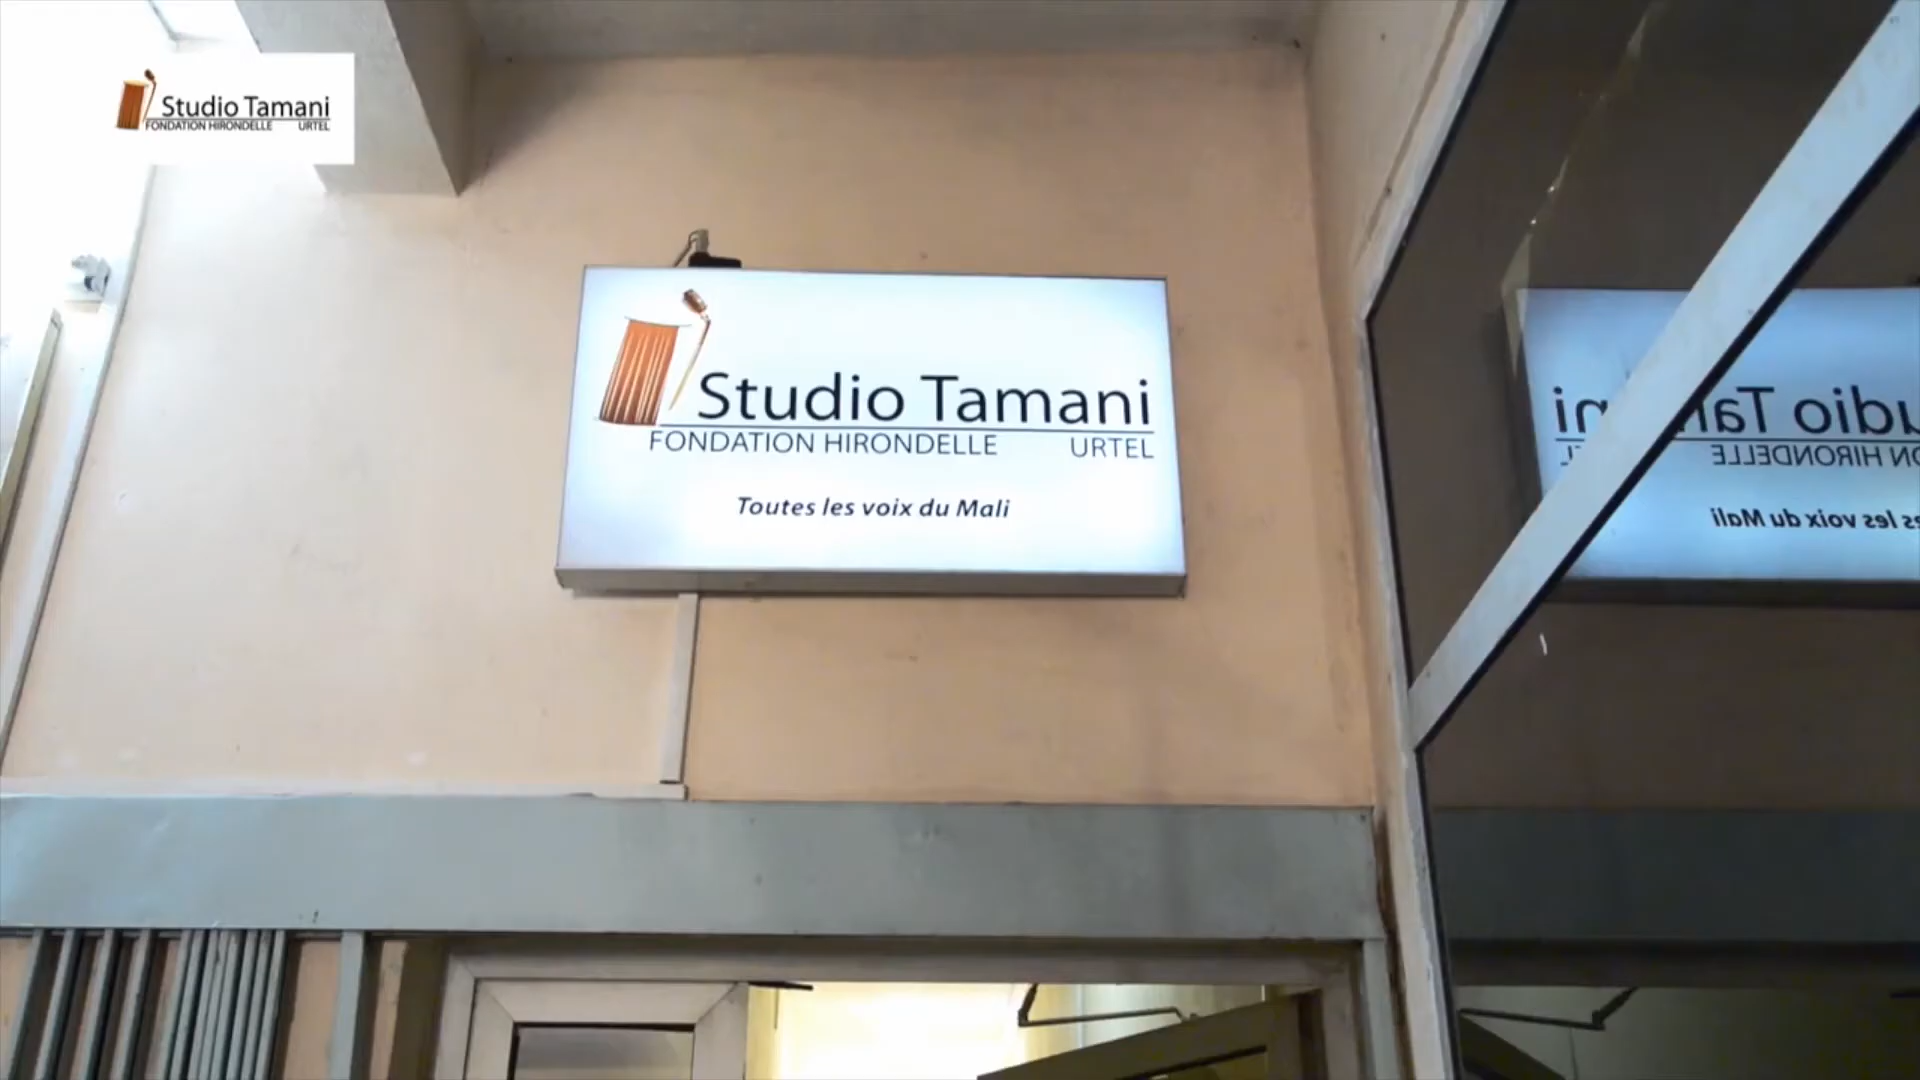 Studio Tamani
FONDATION HIRONDELLE URTEL
Studio Tamani
FONDATION HIRONDELLE URTEL
Toutes les voix du Mali